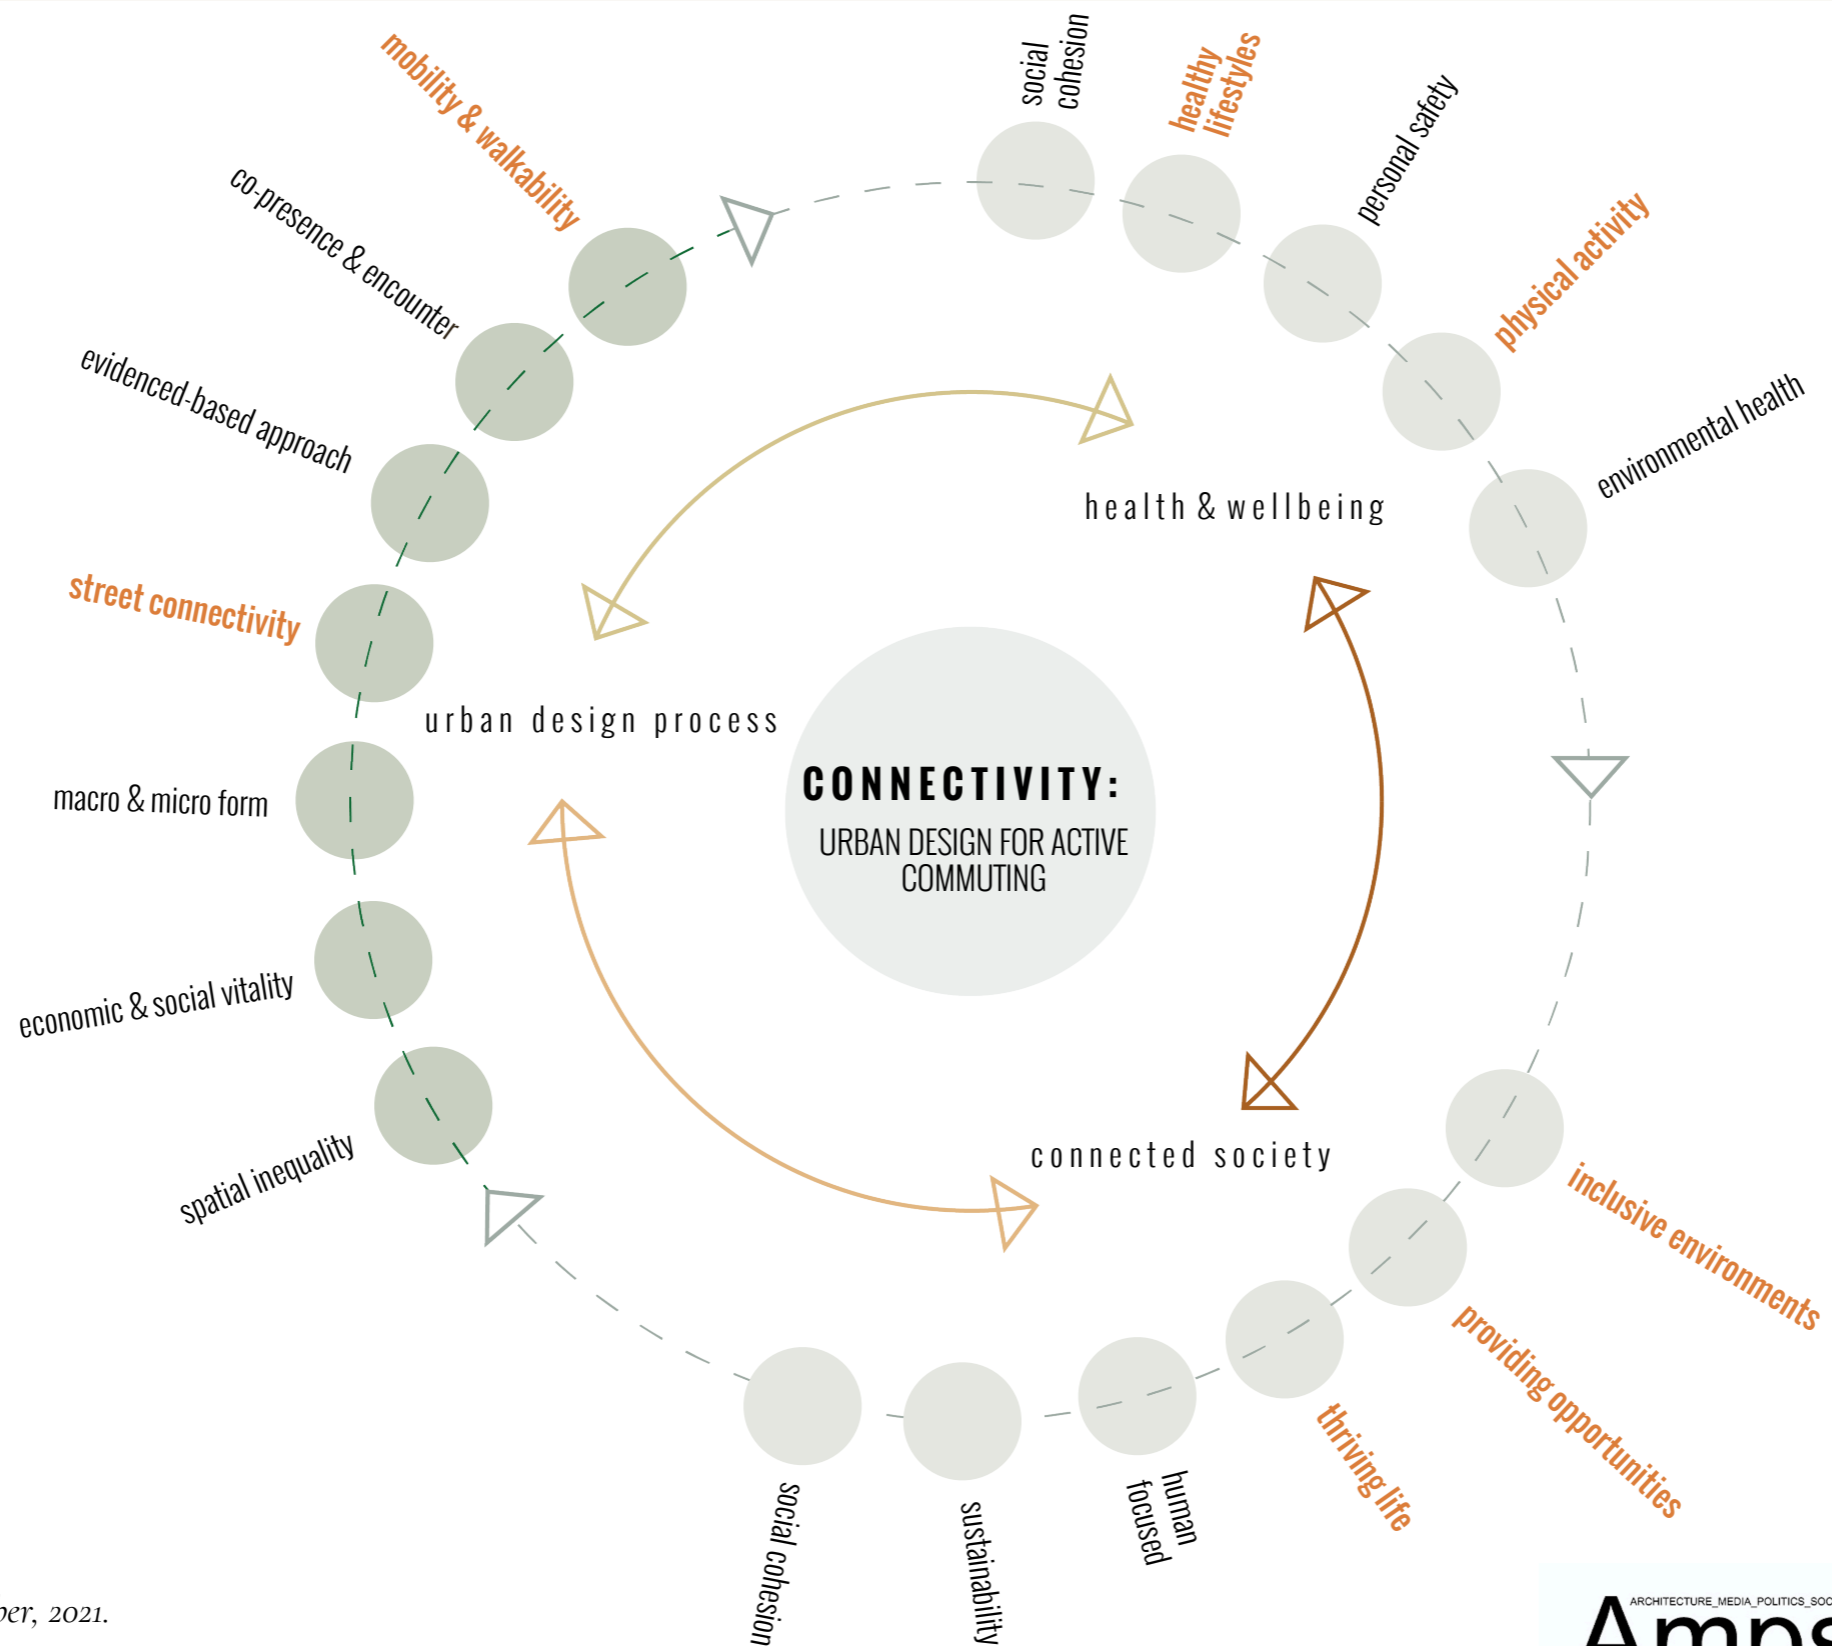 social
cohesion
healthy
lifestyles
personal safety
physical activity
environmental health
mobility & walkability
co-presence & encounter
evidenced-based approach
street connectivity
macro & micro form
economic & social vitality
spatial inequality
health & wellbeing
urban design process
CONNECTIVITY:
URBAN DESIGN FOR ACTIVE
COMMUTING
connected society
inclusive environments
providing opportunities
thriving life
human
focused
sustainability
social cohesion
2021.
ARCHITECTURE_MEDIA_POLITICS_SOC
Amps